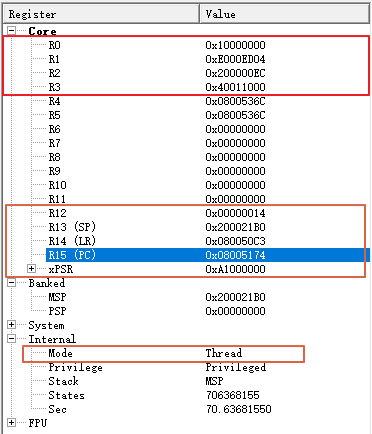 Register Value
Core
R0 0x10000000
R1 0xE000ED04
R2 0x200000EC
R3 0x40011000
R4 0x0800536C
R5 0x0800536C
R6 0x00000000
R7 0x00000000
R8 0x00000000
R9 0x00000000
R10 0x00000000
R11 0x00000000
R12 0x00000014
R13 (SP) 0x200021B0
R14 (LR) 0x080050C3
R15 (PC) 0x08005174
xPSR 0xA1000000
Banked
MSP 0x200021B0
PSP 0x00000000
System
Internal
Mode Thread
Privilege Privileged
Stack MSP
States 706368155
Sec 70.63681550
FPU